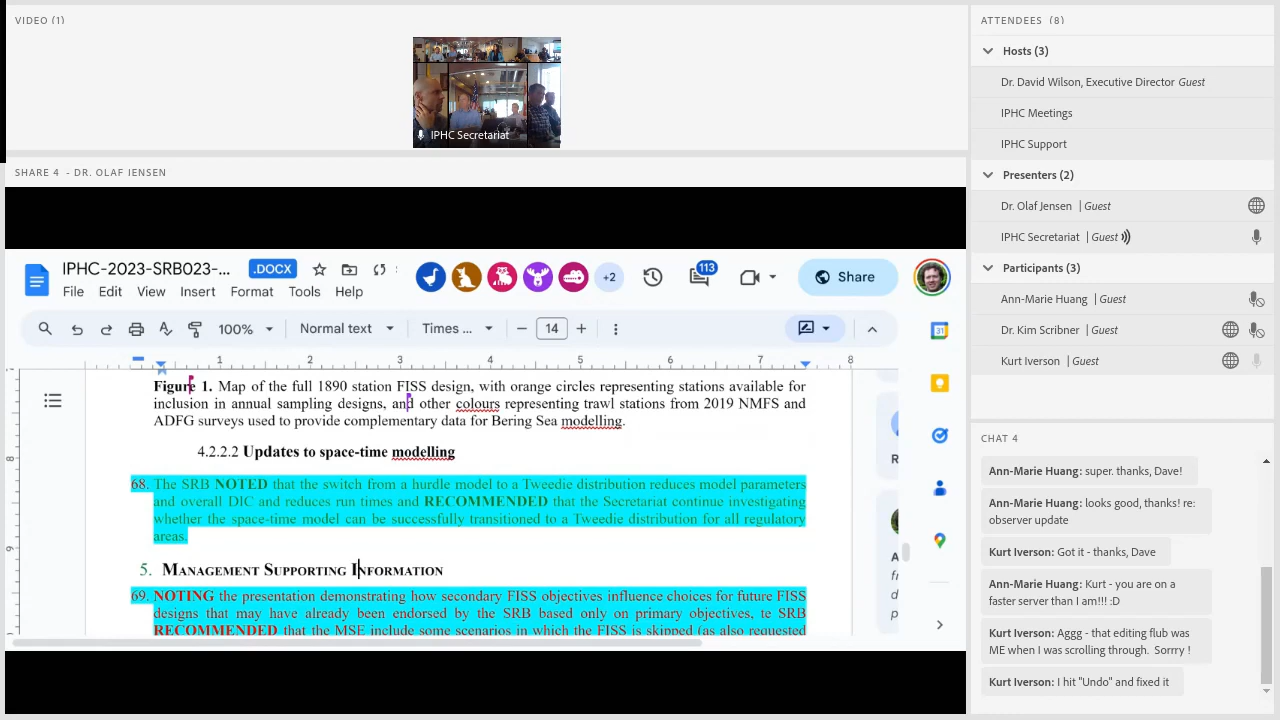 VIDEO (1)
IPHC Secretariat
SHARE 4 - DR. OLAF JENSEN
IPHC-2023-SRB023-...
.DOCX
File Edit View Insert Format Tools Help
+2
113
Share
100%
Normal text
Times ...
14
1 2 3 4 5 6 7 8
Figure 1. Map of the full 1890 station FISS design, with orange circles representing stations available for
inclusion in annual sampling designs, and other colours representing trawl stations from 2019 NMFS and
ADFG surveys used to provide complementary data for Bering Sea modelling.
4.2.2.2 Updates to space-time modelling
68. The SRB NOTED that the switch from a hurdle model to a Tweedie distribution reduces model parameters
and overall DIC and reduces run times and RECOMMENDED that the Secretariat continue investigating
whether the space-time model can be successfully transitioned to a Tweedie distribution for all regulatory
areas.
5. MANAGEMENT SUPPORTING INFORMATION
69. NOTING the presentation demonstrating how secondary FISS objectives influence choices for future FISS
designs that may have already been endorsed by the SRB based only on primary objectives, te SRB
RECOMMENDED that the MSE include some scenarios in which the FISS is skipped (as also requested
8
9
31
R
A
fr
d
p
ATTENDEES (8)
Hosts (3)
Dr. David Wilson, Executive Director Guest
IPHC Meetings
IPHC Support
Presenters (2)
Dr. Olaf Jensen | Guest
IPHC Secretariat | Guest
Participants (3)
Ann-Marie Huang | Guest
Dr. Kim Scribner | Guest
Kurt Iverson | Guest
CHAT 4
Ann-Marie Huang: super. thanks, Dave!
Ann-Marie Huang: looks good, thanks! re:
observer update
Kurt Iverson: Got it - thanks, Dave
Ann-Marie Huang: Kurt - you are on a
faster server than I am!!! :D
Kurt Iverson: Aggg - that editing flub was
ME when I was scrolling through. Sorrry !
Kurt Iverson: I hit "Undo" and fixed it